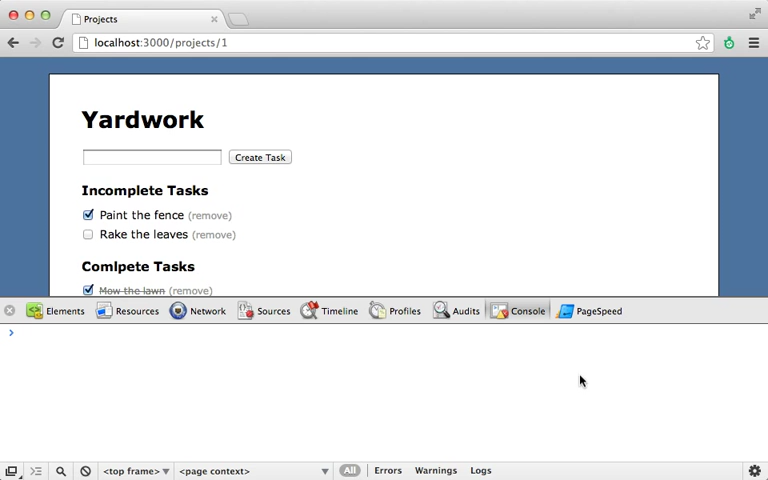 Projects
localhost:3000/projects/1
Yardwork
Create Task
Incomplete Tasks
Paint the fence (remove)
Rake the leaves (remove)
Comlpete Tasks
Mow the lawn (remove)
Elements Resources Network Sources Timeline Profiles Audits Console PageSpeed
<top frame> <page context> All Errors Warnings Logs